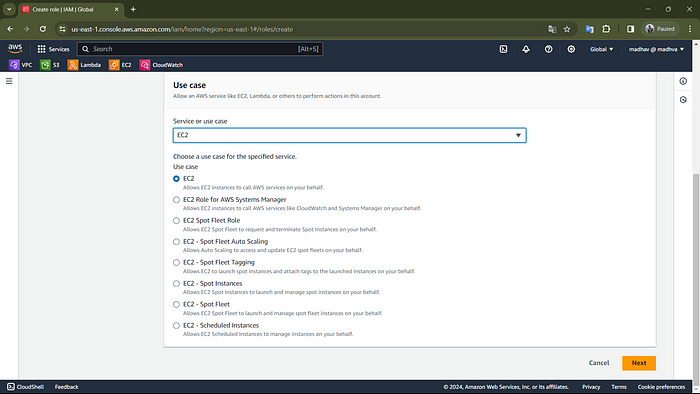 Create role | IAM | Global
us-east-1.console.aws.amazon.com/iam/home?region=us-east-1#/roles/create
Paused
aws
Services
Search
[Alt+S]
Global
madhav @ madhva
VPC
S3
Lambda
EC2
CloudWatch
Use case
Allow an AWS service like EC2, Lambda, or others to perform actions in this account.
Service or use case
EC2
Choose a use case for the specified service.
Use case
EC2
Allows EC2 instances to call AWS services on your behalf.
EC2 Role for AWS Systems Manager
Allows EC2 instances to call AWS services like CloudWatch and Systems Manager on your behalf.
EC2 Spot Fleet Role
Allows EC2 Spot Fleet to request and terminate Spot Instances on your behalf.
EC2 - Spot Fleet Auto Scaling
Allows Auto Scaling to access and update EC2 spot fleets on your behalf.
EC2 - Spot Fleet Tagging
Allows EC2 to launch spot instances and attach tags to the launched instances on your behalf.
EC2 - Spot Instances
Allows EC2 Spot Instances to launch and manage spot instances on your behalf.
EC2 - Spot Fleet
Allows EC2 Spot Fleet to launch and manage spot fleet instances on your behalf.
EC2 - Scheduled Instances
Allows EC2 Scheduled Instances to manage instances on your behalf.
Cancel
Next
CloudShell
Feedback
© 2024, Amazon Web Services, Inc. or its affiliates.
Privacy
Terms
Cookie preferences